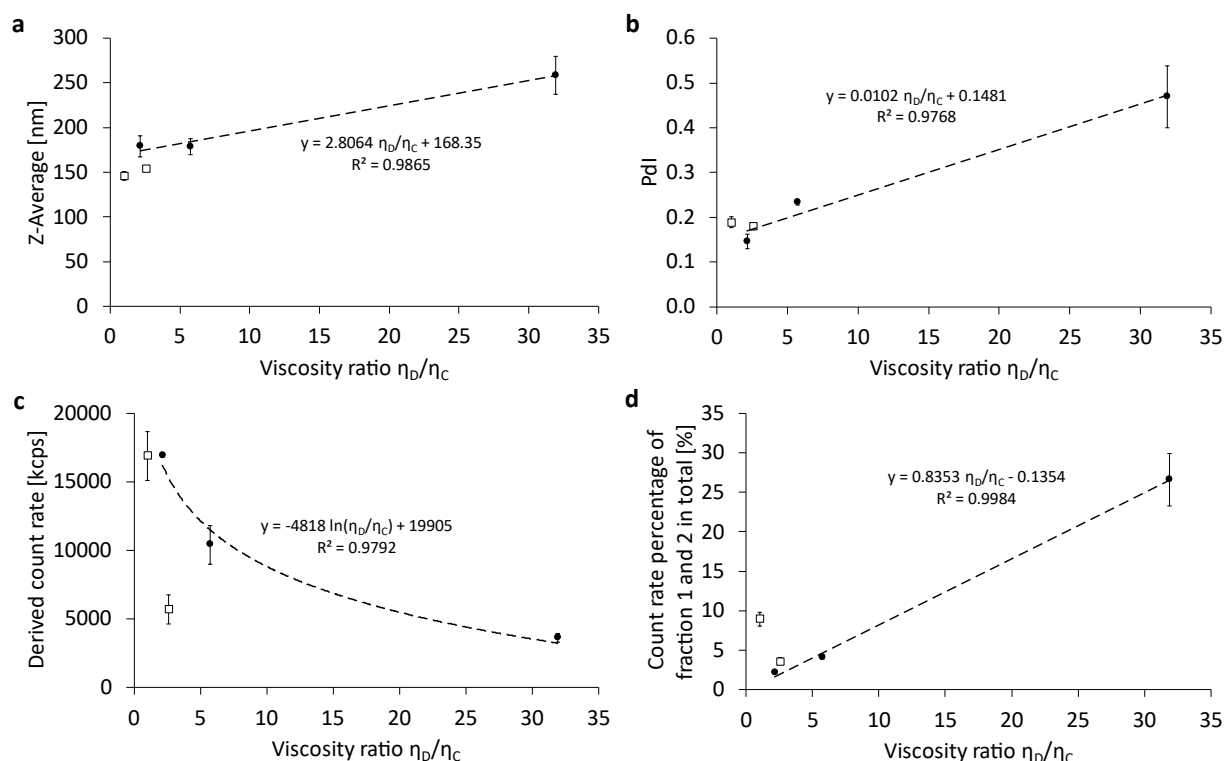 a
300
250
200
150
100
50
0
Z-Average [nm]
y = 2.8064 ηD/ηC + 168.35
R² = 0.9865
0 5 10 15 20 25 30 35
Viscosity ratio ηD/ηC
b
0.6
0.5
0.4
0.3
0.2
0.1
0.0
PdI
y = 0.0102 ηD/ηC + 0.1481
R² = 0.9768
0 5 10 15 20 25 30 35
Viscosity ratio ηD/ηC
c
20000
15000
10000
5000
0
Derived count rate [kcps]
y = -4818 ln(ηD/ηC) + 19905
R² = 0.9792
0 5 10 15 20 25 30 35
Viscosity ratio ηD/ηC
d
35
30
25
20
15
10
5
0
Count rate percentage of
fraction 1 and 2 in total [%]
y = 0.8353 ηD/ηC - 0.1354
R² = 0.9984
0 5 10 15 20 25 30 35
Viscosity ratio ηD/ηC